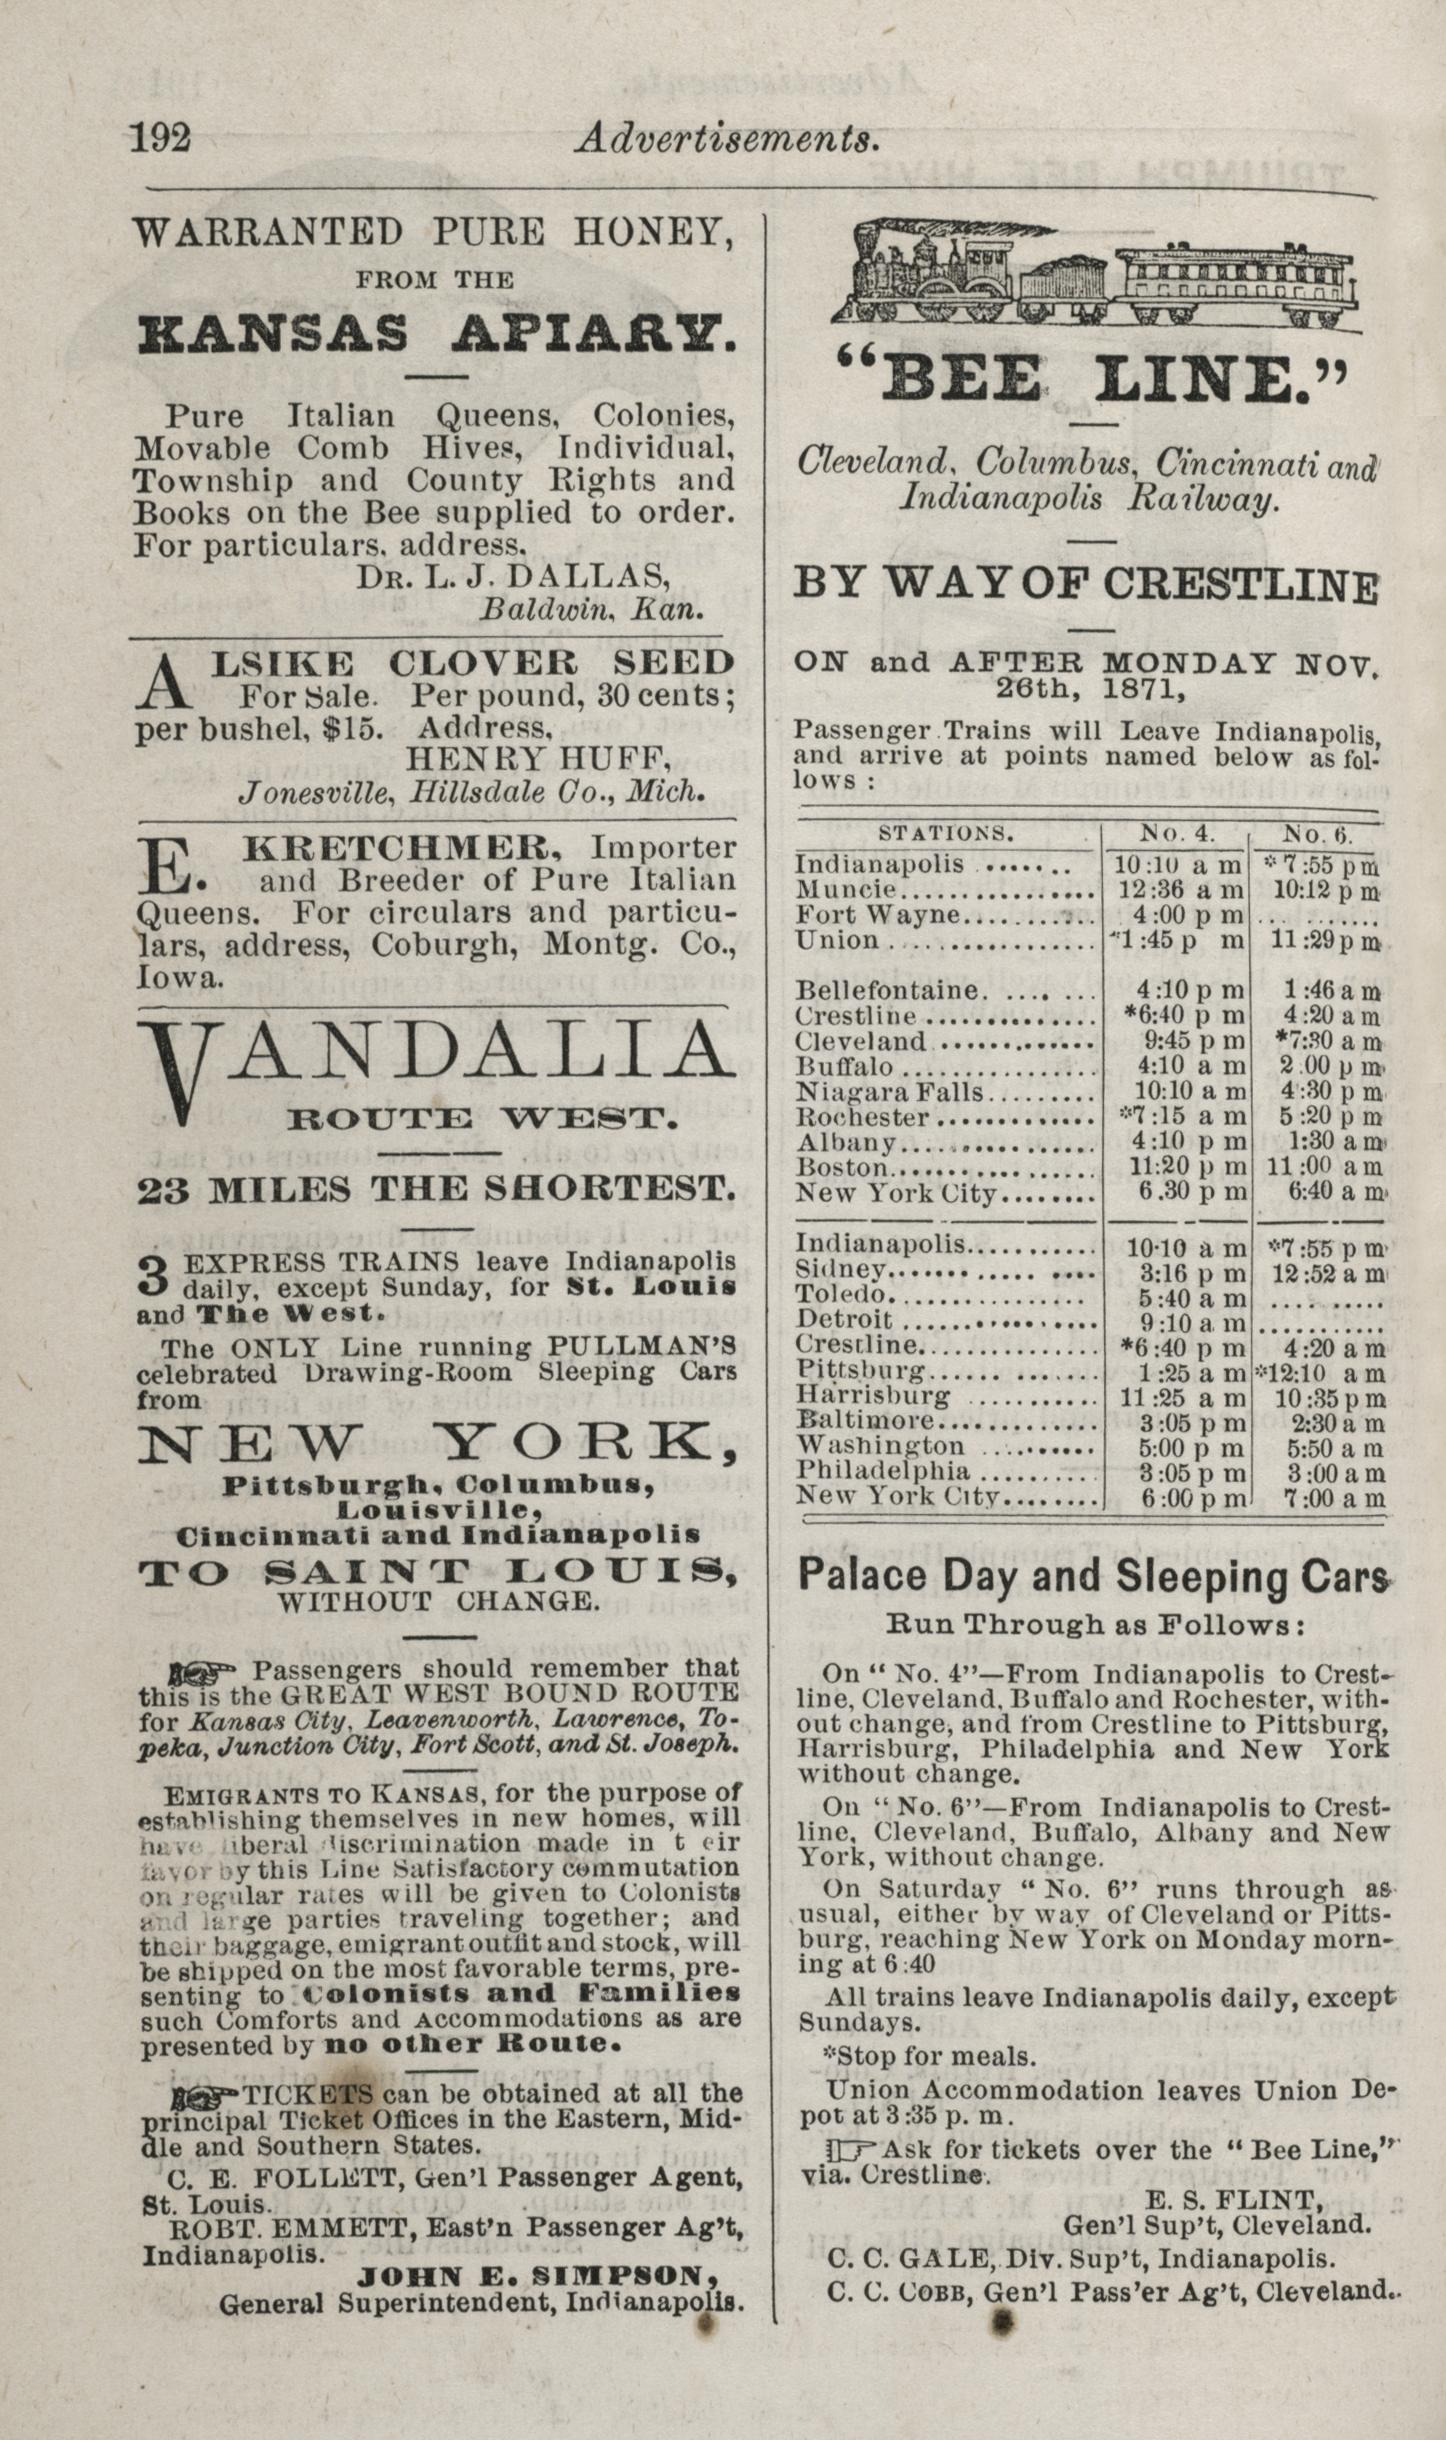 192
Advertisements.
WARRANTED PURE HONEY,
FROM THE
KANSAS APIARY.
Pure Italian Queens, Colonies,
Movable Comb Hives, Individual,
Township and County Rights and
Books on the Bee supplied to order.
For particulars, address,
DR. L. J. DALLAS,
Baldwin, Kan.
ALSIKE CLOVER SEED
For Sale. Per pound, 30 cents;
per bushel, $15. Address,
HENRY HUFF,
Jonesville, Hillsdale Co., Mich.
E. KRETCHMER, Importer
and Breeder of Pure Italian
Queens. For circulars and particu-
lars, address, Coburgh, Montg. Co.,
Iowa.
VANDALIA
ROUTE WEST.
23 MILES THE SHORTEST.
3 EXPRESS TRAINS leave Indianapolis
daily, except Sunday, for St. Louis
and The West.
The ONLY Line running PULLMAN'S
celebrated Drawing-Room Sleeping Cars
from
NEW YORK,
Pittsburgh, Columbus,
Louisville,
Cincinnati and Indianapolis
TO SAINT LOUIS,
WITHOUT CHANGE.
☞ Passengers should remember that
this is the GREAT WEST BOUND ROUTE
for Kansas City, Leavenworth, Lawrence, To-
peka, Junction City, Fort Scott, and St. Joseph.
EMIGRANTS TO KANSAS, for the purpose of
establishing themselves in new homes, will
have liberal discrimination made in t eir
favor by this Line Satisfactory commutation
on regular rates will be given to Colonists
and large parties traveling together; and
their baggage, emigrant outfit and stock, will
be shipped on the most favorable terms, pre-
senting to Colonists and Families
such Comforts and Accommodations as are
presented by no other Route.
☞ TICKETS can be obtained at all the
principal Ticket Offices in the Eastern, Mid-
dle and Southern States.
C. E. FOLLETT, Gen'l Passenger Agent,
St. Louis.
ROBT. EMMETT, East'n Passenger Ag't,
Indianapolis.
JOHN E. SIMPSON,
General Superintendent, Indianapolis.
"BEE LINE."
Cleveland, Columbus, Cincinnati and
Indianapolis Railway.
BY WAY OF CRESTLINE
ON and AFTER MONDAY NOV.
26th, 1871,
Passenger Trains will Leave Indianapolis,
and arrive at points named below as fol-
lows :
STATIONS. No. 4. No. 6.
Indianapolis ....... 10:10 a m *7:55 p m
Muncie................ 12:36 a m 10:12 p m
Fort Wayne........... 4:00 p m ... .......
Union ................. *1:45 p m 11:29 p m
Bellefontaine. .... ... 4:10 p m 1:46 a m
Crestline .............. *6:40 p m 4:20 a m
Cleveland ............. 9:45 p m *7:30 a m
Buffalo ................ 4:10 a m 2.00 p m
Niagara Falls......... 10:10 a m 4:30 p m
Rochester ............. *7:15 a m 5:20 p m
Albany................ 4:10 p m 1:30 a m
Boston................. 11:20 p m 11:00 a m
New York City........ 6.30 p m 6:40 a m
Indianapolis........... 10·10 a m *7:55 p m
Sidney....... ..... .... 3:16 p m 12:52 a m
Toledo................ 5:40 a m .... .....
Detroit ................ 9:10 a m ...........
Crestline............... *6:40 p m 4:20 a m
Pittsburg...... ....... 1:25 a m *12:10 a m
Harrisburg ........... 11:25 a m 10:35 p m
Baltimore.............. 3:05 p m 2:30 a m
Washington .......... 5:00 p m 5:50 a m
Philadelphia .......... 3:05 p m 3:00 a m
New York City........ 6:00 p m 7:00 a m
Palace Day and Sleeping Cars
Run Through as Follows:
On "No. 4"—From Indianapolis to Crest-
line, Cleveland, Buffalo and Rochester, with-
out change, and from Crestline to Pittsburg,
Harrisburg, Philadelphia and New York
without change.
On "No. 6"—From Indianapolis to Crest-
line, Cleveland, Buffalo, Albany and New
York, without change.
On Saturday "No. 6" runs through as
usual, either by way of Cleveland or Pitts-
burg, reaching New York on Monday morn-
ing at 6:40
All trains leave Indianapolis daily, except
Sundays.
*Stop for meals.
Union Accommodation leaves Union De-
pot at 3:35 p. m.
☞ Ask for tickets over the "Bee Line,"
via. Crestline.
E. S. FLINT,
Gen'l Sup't, Cleveland.
C. C. GALE, Div. Sup't, Indianapolis.
C. C. COBB, Gen'l Pass'er Ag't, Cleveland.